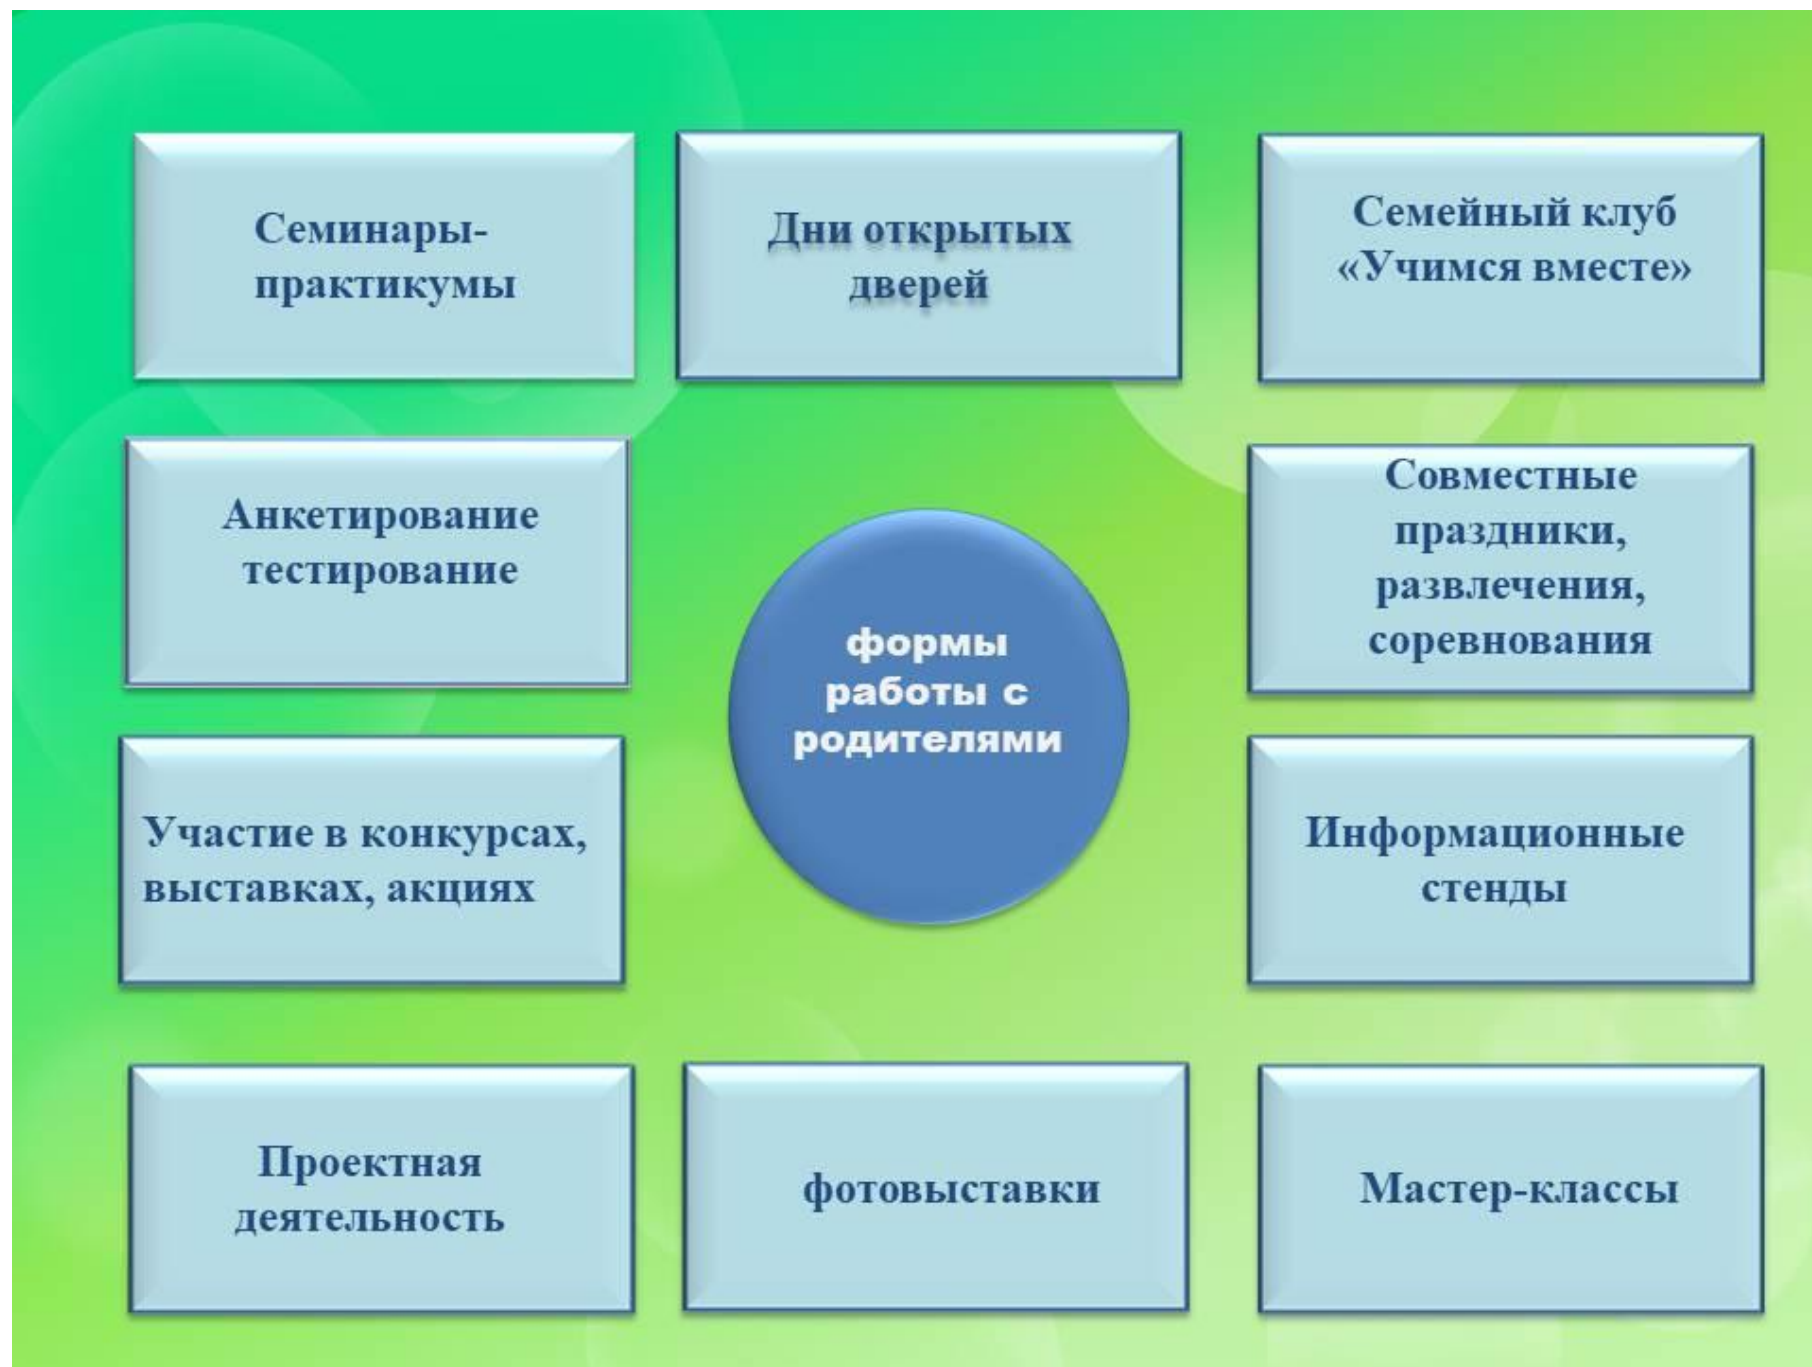 Семинары-
практикумы
Дни открытых
дверей
Семейный клуб
«Учимся вместе»
Анкетирование
тестирование
Совместные
праздники,
развлечения,
соревнования
формы
работы с
родителями
Участие в конкурсах,
выставках, акциях
Информационные
стенды
Проектная
деятельность
фотовыставки
Мастер-классы